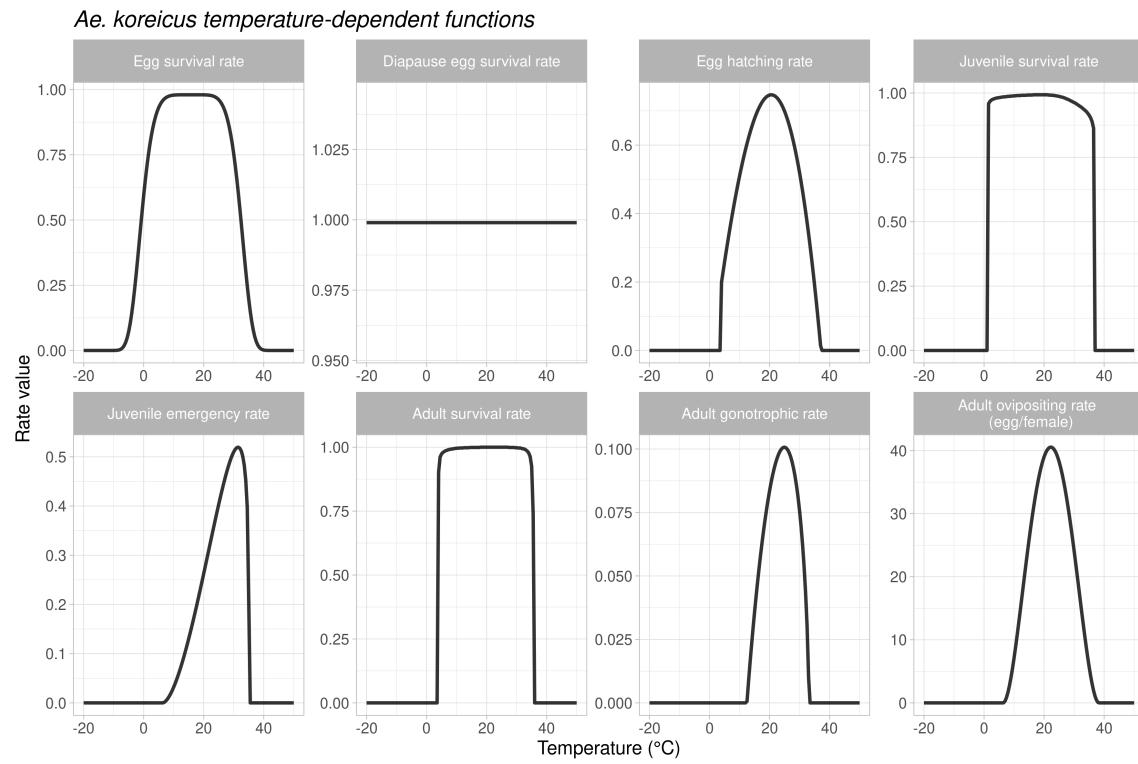 Ae. koreicus temperature-dependent functions
Egg survival rate
Diapause egg survival rate
Egg hatching rate
Juvenile survival rate
1.00
0.75
0.50
0.25
0.00
-20 0 20 40
1.025
1.000
0.975
0.950
-20 0 20 40
0.6
0.4
0.2
0.0
-20 0 20 40
1.00
0.75
0.50
0.25
0.00
-20 0 20 40
Rate value
Juvenile emergency rate
Adult survival rate
Adult gonotrophic rate
Adult ovipositing rate
(egg/female)
0.5
0.4
0.3
0.2
0.1
0.0
-20 0 20 40
1.00
0.75
0.50
0.25
0.00
-20 0 20 40
0.100
0.075
0.050
0.025
0.000
-20 0 20 40
40
30
20
10
0
-20 0 20 40
Temperature (°C)